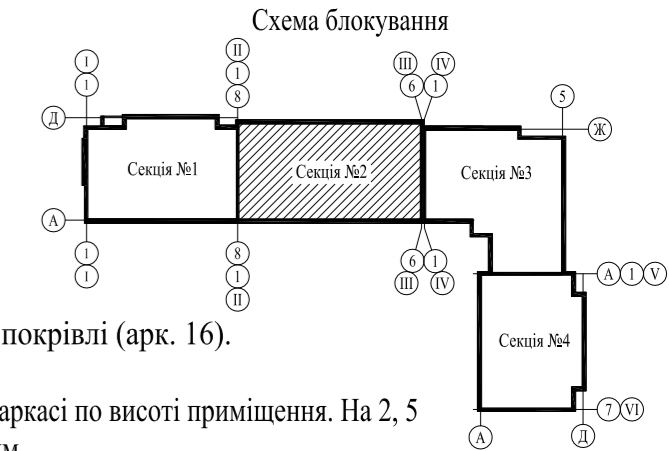 Схема блокування
I
1
II
1
8
III
6
IV
1
5
Д
Ж
Секція №1
Секція №2
Секція №3
А
1
I
8
1
II
6
III
1
IV
А 1 V
покрівлі (арк. 16).
Секція №4
аркасі по висоті приміщення. На 2, 5
7 VI
А
Д